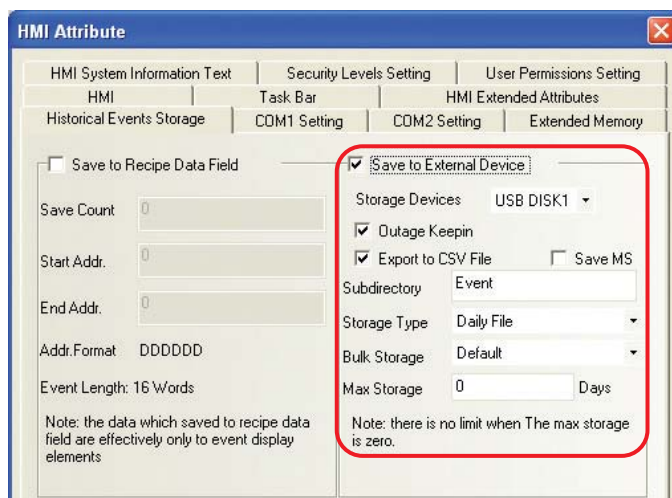 HMI Attribute
HMI System Information Text
Security Levels Setting
User Permissions Setting
HMI
Task Bar
HMI Extended Attributes
Historical Events Storage
COM1 Setting
COM2 Setting
Extended Memory
Save to Recipe Data Field
Save Count
0
Start Addr.
0
End Addr.
0
Addr.Format DDDDDD
Event Length: 16 Words
Note: the data which saved to recipe data
field are effectively only to event display
elements
Save to External Device
Storage Devices USB DISK1
Outage Keepin
Export to CSV File
Save MS
Subdirectory Event
Storage Type Daily File
Bulk Storage Default
Max Storage 0 Days
Note: there is no limit when The max storage
is zero.